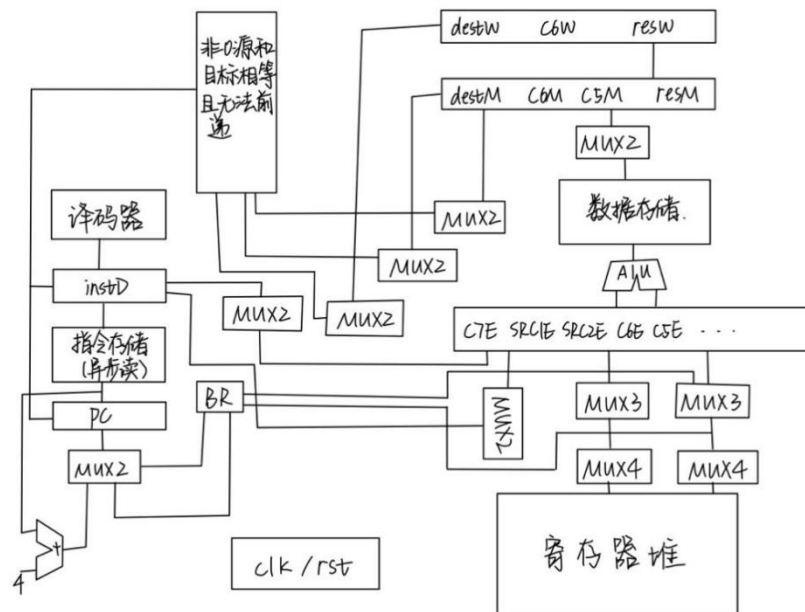 非0源和
目标相等
且无法前
递
destW C6W resW
destM C6M C5M resM
MUX2
数据存储
ALU
译码器
MUX2
MUX2
instD
MUX2
MUX2
C7E SRC1E SRC2E C6E C5E ...
指令存储
(异步读)
BR
MUX2
MUX3
MUX3
PC
MUX2
MUX4
MUX4
+
4
clk/rst
寄存器堆